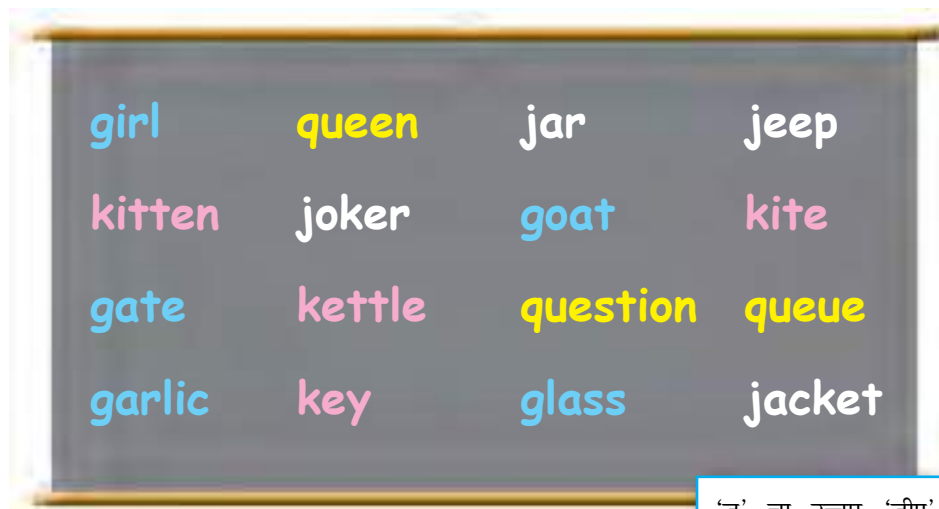 girl queen jar jeep
kitten joker goat kite
gate kettle question queue
garlic key glass jacket